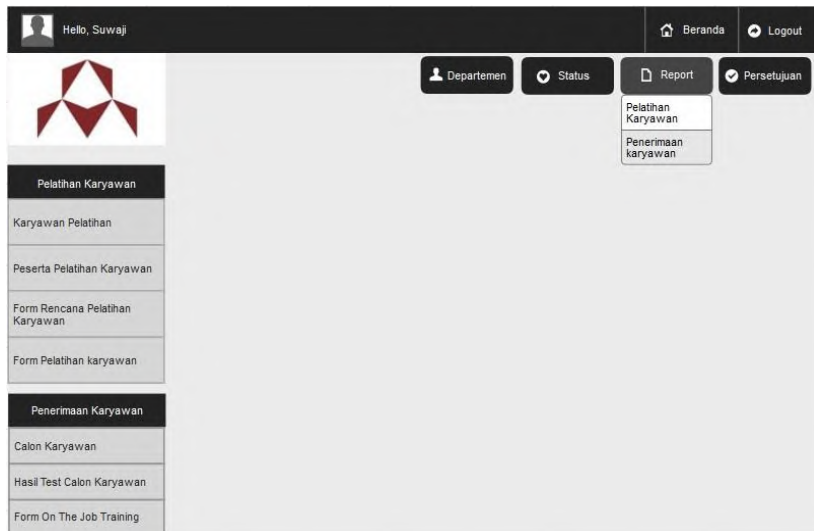 Hello, Suwaji
Beranda
Logout
Departemen
Status
Report
Persetujuan
Pelatihan
Karyawan
Penerimaan
karyawan
Pelatihan Karyawan
Karyawan Pelatihan
Peserta Pelatihan Karyawan
Form Rencana Pelatihan
Karyawan
Form Pelatihan karyawan
Penerimaan Karyawan
Calon Karyawan
Hasil Test Calon Karyawan
Form On The Job Training